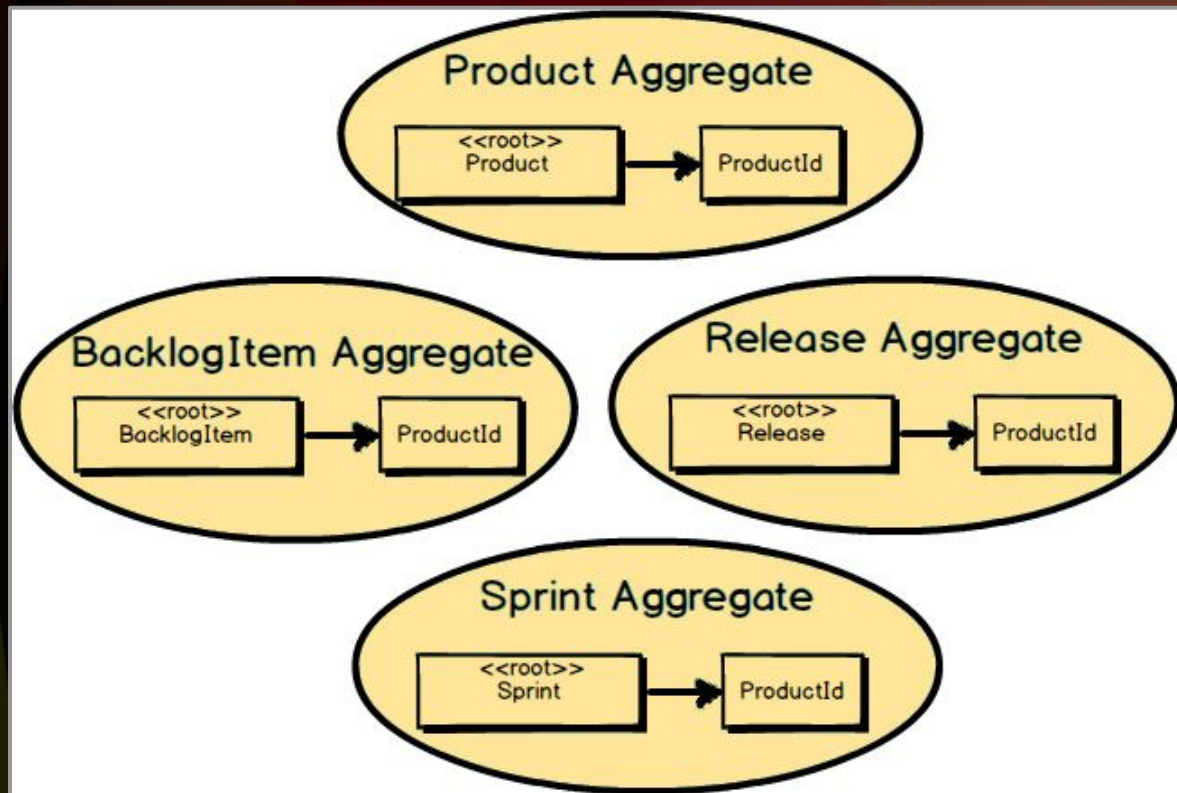 Product Aggregate
<<root>>
Product
ProductId
BacklogItem Aggregate
<<root>>
BacklogItem
ProductId
Release Aggregate
<<root>>
Release
ProductId
Sprint Aggregate
<<root>>
Sprint
ProductId